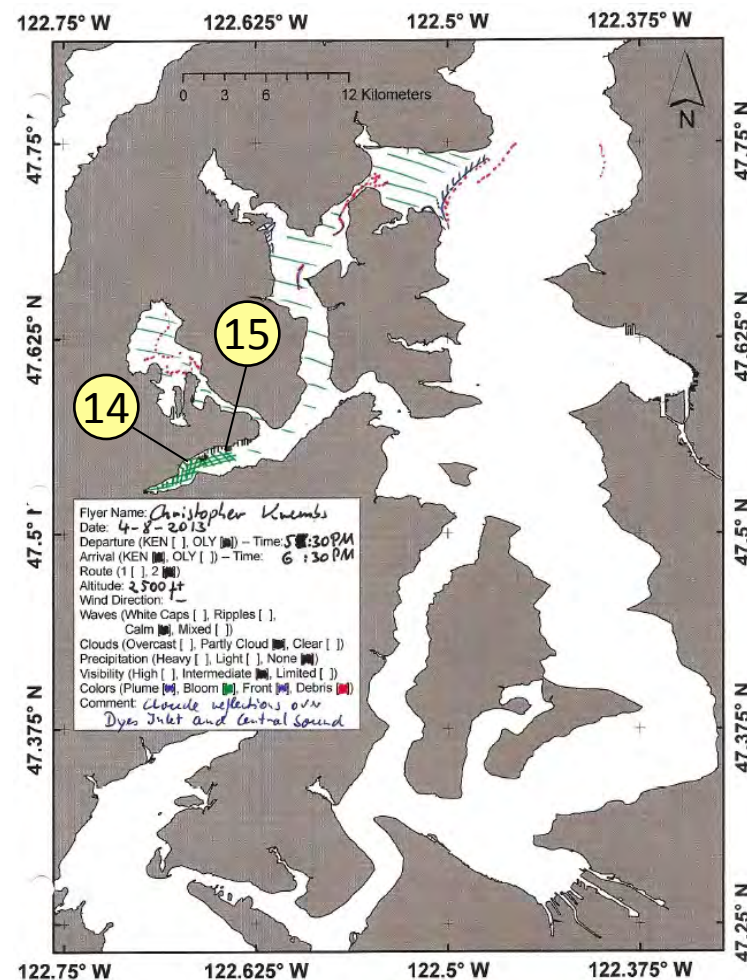 122.75° W 122.625° W 122.5° W 122.375° W
0 3 6 12 Kilometers
N
47.75° N
47.75° N
47.625° N
47.625° N
15
14
Flyer Name: Christopher
Date: 4-8-2013
Departure (KEN [ ], OLY [ ]) – Time: 5:30PM
Arrival (KEN [ ], OLY [ ]) – Time: 6:30PM
Route (1 [ ], 2 [ ])
Altitude: 2500 ft
Wind Direction: –
Waves (White Caps [ ], Ripples [ ],
Calm [ ], Mixed [ ])
Clouds (Overcast [ ], Partly Cloud [ ], Clear [ ])
Precipitation (Heavy [ ], Light [ ], None [ ])
Visibility (High [ ], Intermediate [ ], Limited [ ])
Colors (Plume [ ], Bloom [ ], Front [ ], Debris [ ])
Comment: reflections over
Dyes Inlet and Central Sound
47.5° N
47.375° N
47.375° N
47.25° N
122.75° W 122.625° W 122.5° W 122.375° W